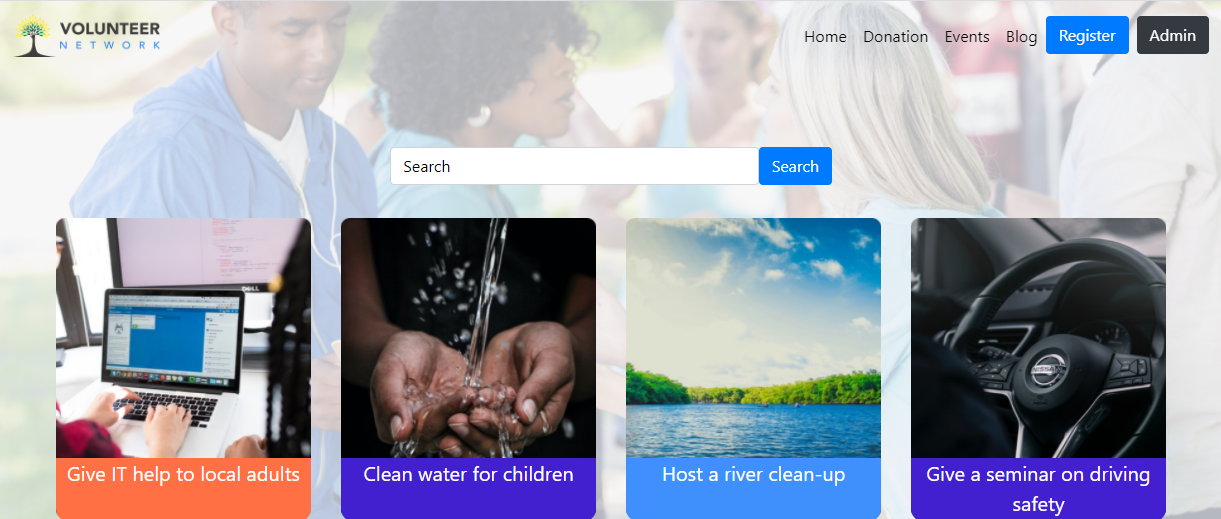 VOLUNTEER
NETWORK
Home Donation Events Blog Register Admin
Search Search
DELL
NISSAN
Give IT help to local adults
Clean water for children
Host a river clean-up
Give a seminar on driving
safety